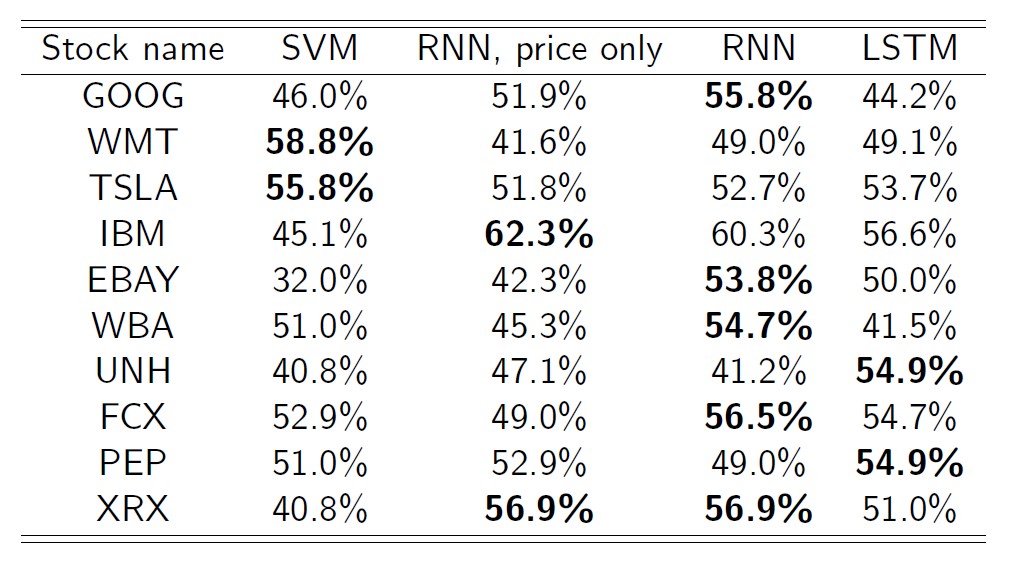 Stock name SVM RNN, price only RNN LSTM
GOOG 46.0% 51.9% 55.8% 44.2%
WMT 58.8% 41.6% 49.0% 49.1%
TSLA 55.8% 51.8% 52.7% 53.7%
IBM 45.1% 62.3% 60.3% 56.6%
EBAY 32.0% 42.3% 53.8% 50.0%
WBA 51.0% 45.3% 54.7% 41.5%
UNH 40.8% 47.1% 41.2% 54.9%
FCX 52.9% 49.0% 56.5% 54.7%
PEP 51.0% 52.9% 49.0% 54.9%
XRX 40.8% 56.9% 56.9% 51.0%